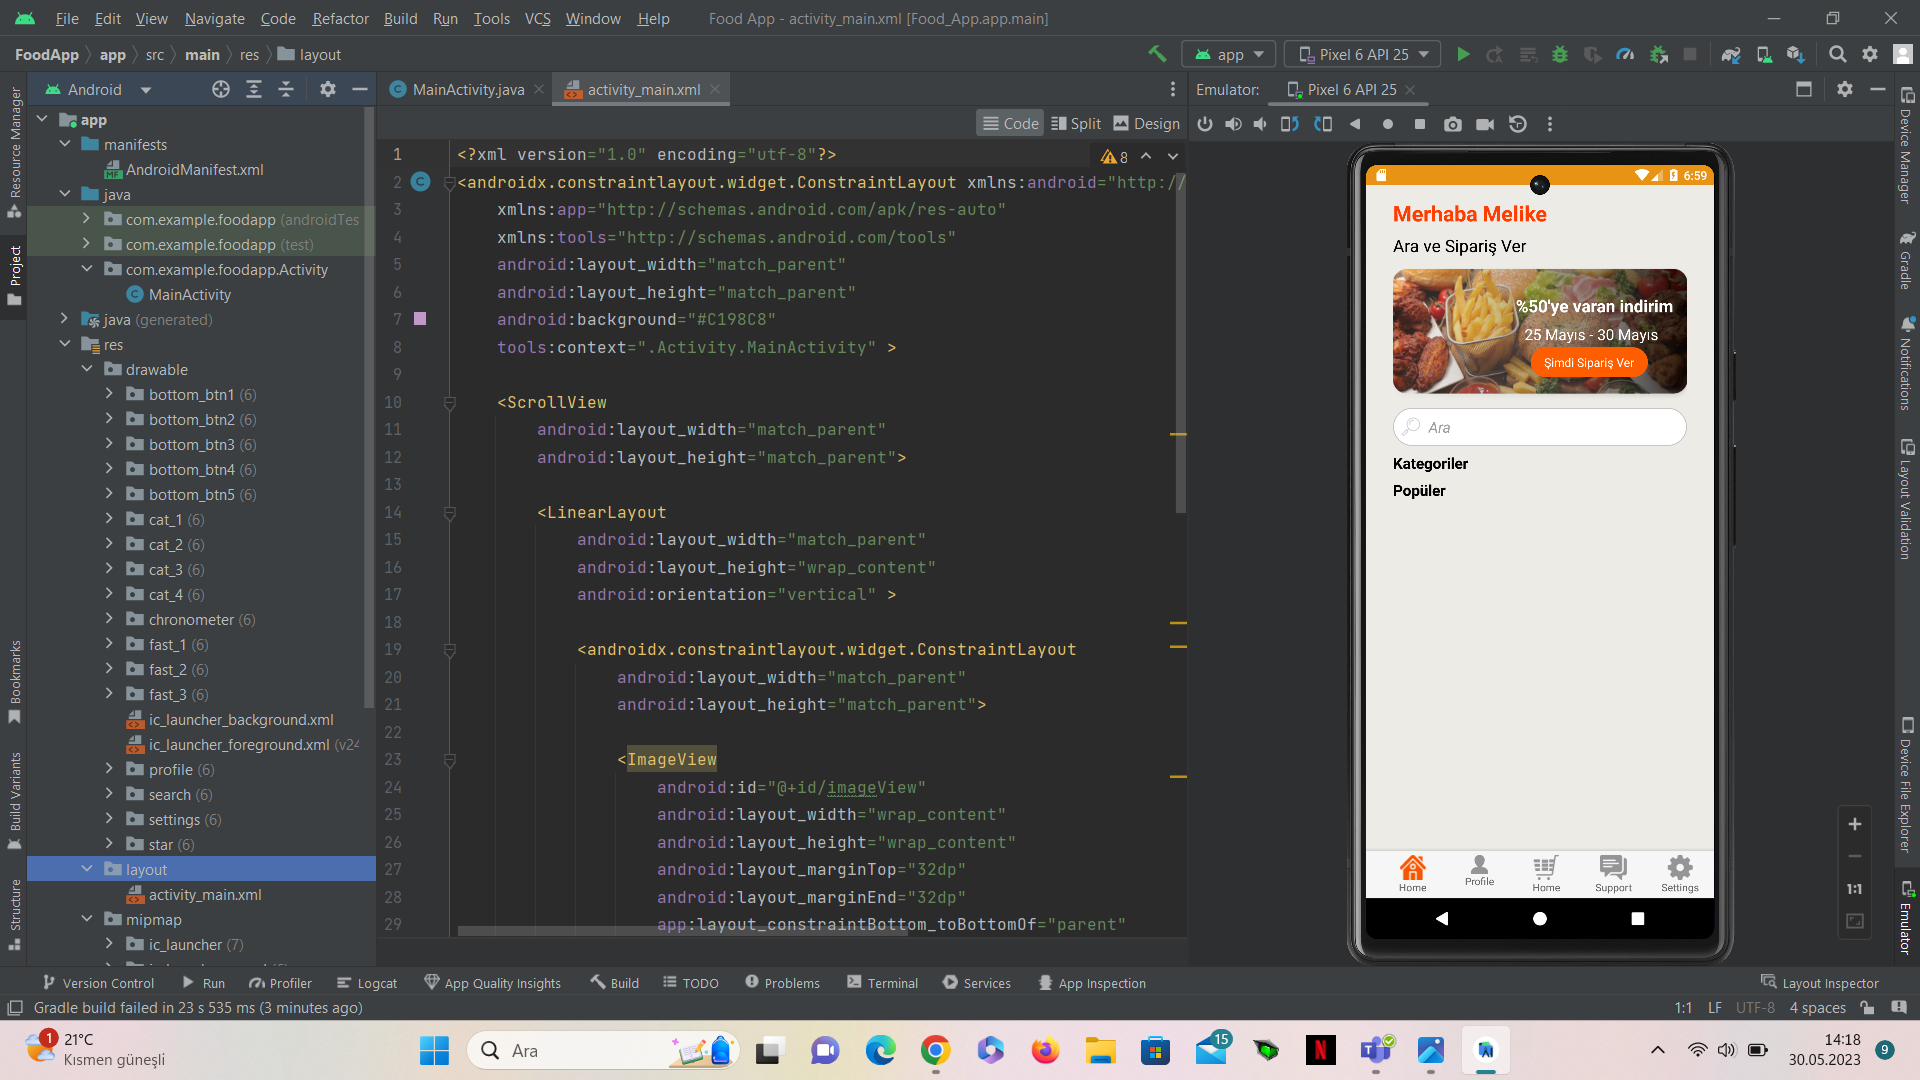 File Edit View Navigate Code Refactor Build Run Tools VCS Window Help Food App - activity_main.xml [Food_App.app.main]
FoodApp app src main res layout
app Pixel 6 API 25
Android
MainActivity.java activity_main.xml
Emulator: Pixel 6 API 25
Code Split Design
Resource Manager
Project
Bookmarks
Build Variants
Structure
app
manifests
AndroidManifest.xml
java
com.example.foodapp (androidTes
com.example.foodapp (test)
com.example.foodapp.Activity
MainActivity
java (generated)
res
drawable
bottom_btn1 (6)
bottom_btn2 (6)
bottom_btn3 (6)
bottom_btn4 (6)
bottom_btn5 (6)
cat_1 (6)
cat_2 (6)
cat_3 (6)
cat_4 (6)
chronometer (6)
fast_1 (6)
fast_2 (6)
fast_3 (6)
ic_launcher_background.xml
ic_launcher_foreground.xml (v24
profile (6)
search (6)
settings (6)
star (6)
layout
activity_main.xml
mipmap
ic_launcher (7)
8
1 <?xml version="1.0" encoding="utf-8"?>
2 <androidx.constraintlayout.widget.ConstraintLayout xmlns:android="http://
3 xmlns:app="http://schemas.android.com/apk/res-auto"
4 xmlns:tools="http://schemas.android.com/tools"
5 android:layout_width="match_parent"
6 android:layout_height="match_parent"
7 android:background="#C198C8"
8 tools:context=".Activity.MainActivity" >
9
10 <ScrollView
11 android:layout_width="match_parent"
12 android:layout_height="match_parent">
13
14 <LinearLayout
15 android:layout_width="match_parent"
16 android:layout_height="wrap_content"
17 android:orientation="vertical" >
18
19 <androidx.constraintlayout.widget.ConstraintLayout
20 android:layout_width="match_parent"
21 android:layout_height="match_parent">
22
23 <ImageView
24 android:id="@+id/imageView"
25 android:layout_width="wrap_content"
26 android:layout_height="wrap_content"
27 android:layout_marginTop="32dp"
28 android:layout_marginEnd="32dp"
29 app:layout_constraintBottom_toBottomOf="parent"
6:59
Merhaba Melike
Ara ve Sipariş Ver
%50'ye varan indirim
25 Mayıs - 30 Mayıs
Şimdi Sipariş Ver
Ara
Kategoriler
Popüler
Home Profile Home Support Settings
1:1
Device Manager
Gradle
Notifications
Layout Validation
Device File Explorer
Emulator
Version Control Run Profiler Logcat App Quality Insights Build TODO Problems Terminal Services App Inspection Layout Inspector
Gradle build failed in 23 s 535 ms (3 minutes ago) 1:1 LF UTF-8 4 spaces
1 21°C
Kısmen güneşli
Ara
15
14:18
30.05.2023
9